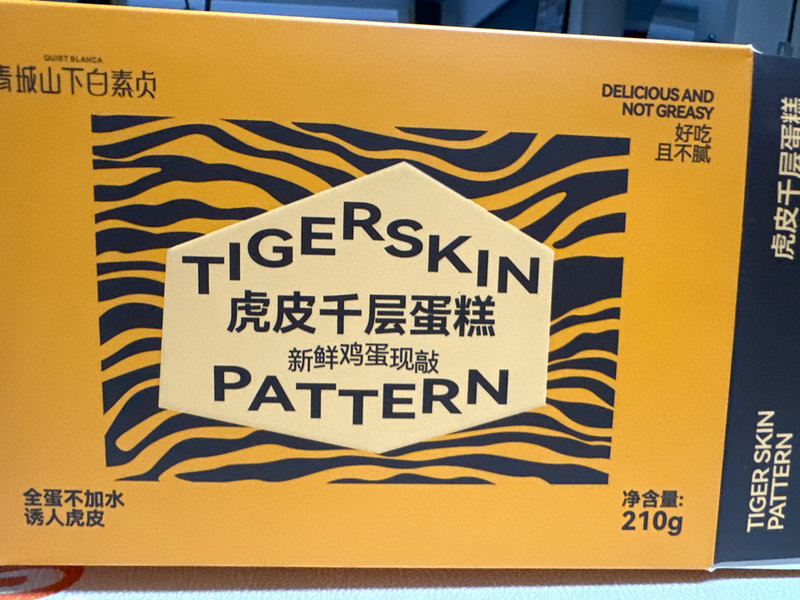 QUIET BLANCA
青城山下白素贞
DELICIOUS AND
NOT GREASY
好吃
且不腻
TIGERSKIN
虎皮千层蛋糕
新鲜鸡蛋现敲
PATTERN
全蛋不加水
诱人虎皮
净含量:
210g
虎皮千层蛋糕
TIGER SKIN
PATTERN